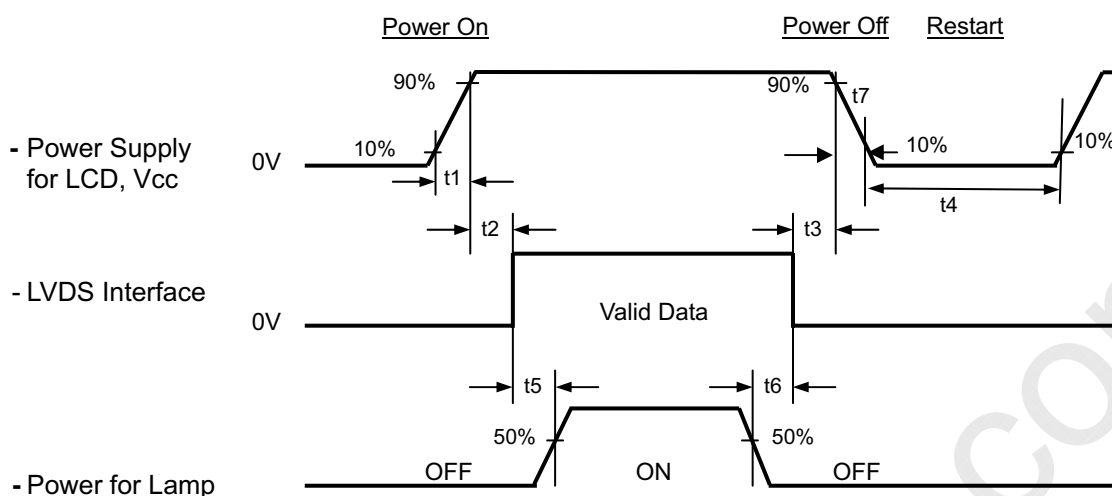 Power On
Power Off Restart
90% 90% t7
- Power Supply
for LCD, Vcc
0V 10% 10% 10%
t1 t4
t2 t3
- LVDS Interface
0V Valid Data
t5 t6
50% 50%
- Power for Lamp
OFF ON OFF